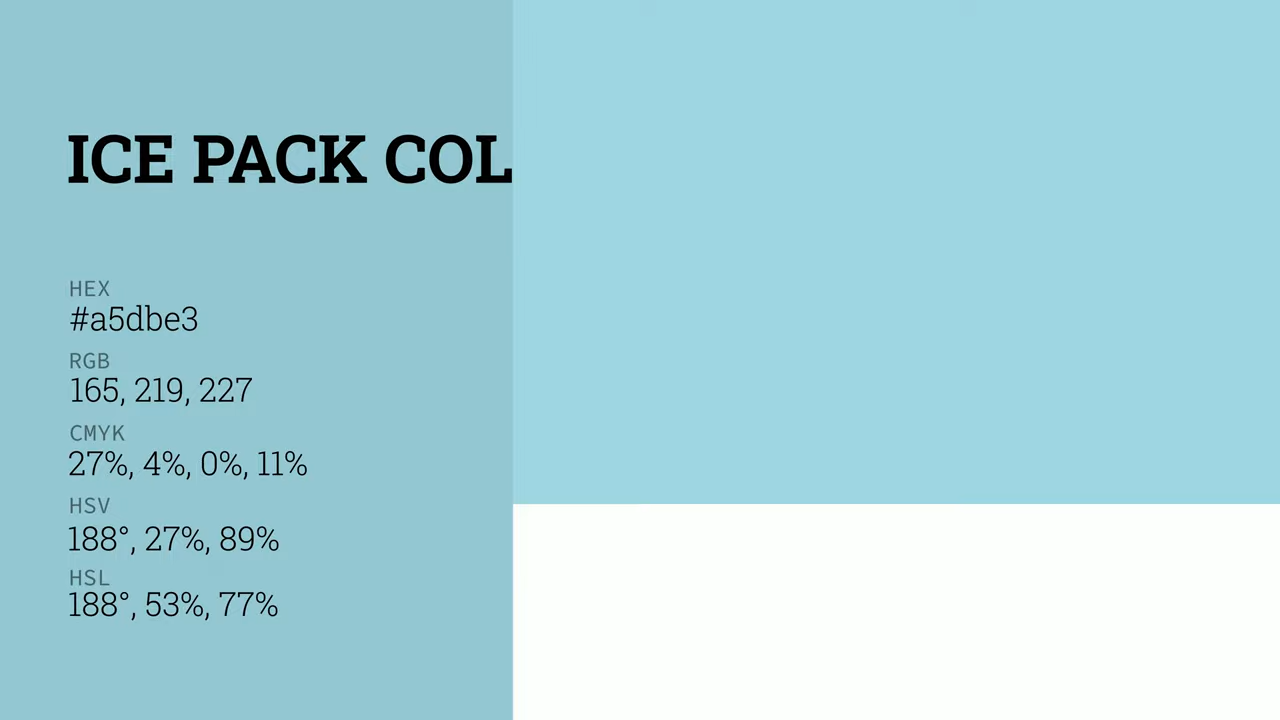 ICE PACK COL
HEX
#a5dbe3
RGB
165, 219, 227
CMYK
27%, 4%, 0%, 11%
HSV
188°, 27%, 89%
HSL
188°, 53%, 77%